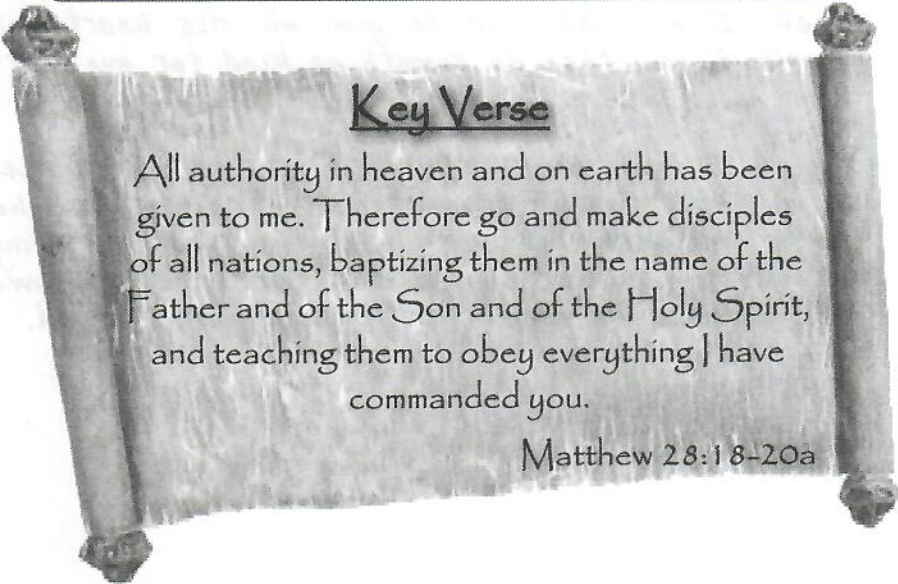 Key Verse
All authority in heaven and on earth has been
given to me. Therefore go and make disciples
of all nations, baptizing them in the name of the
Father and of the Son and of the Holy Spirit,
and teaching them to obey everything I have
commanded you.
Matthew 28:18-20a